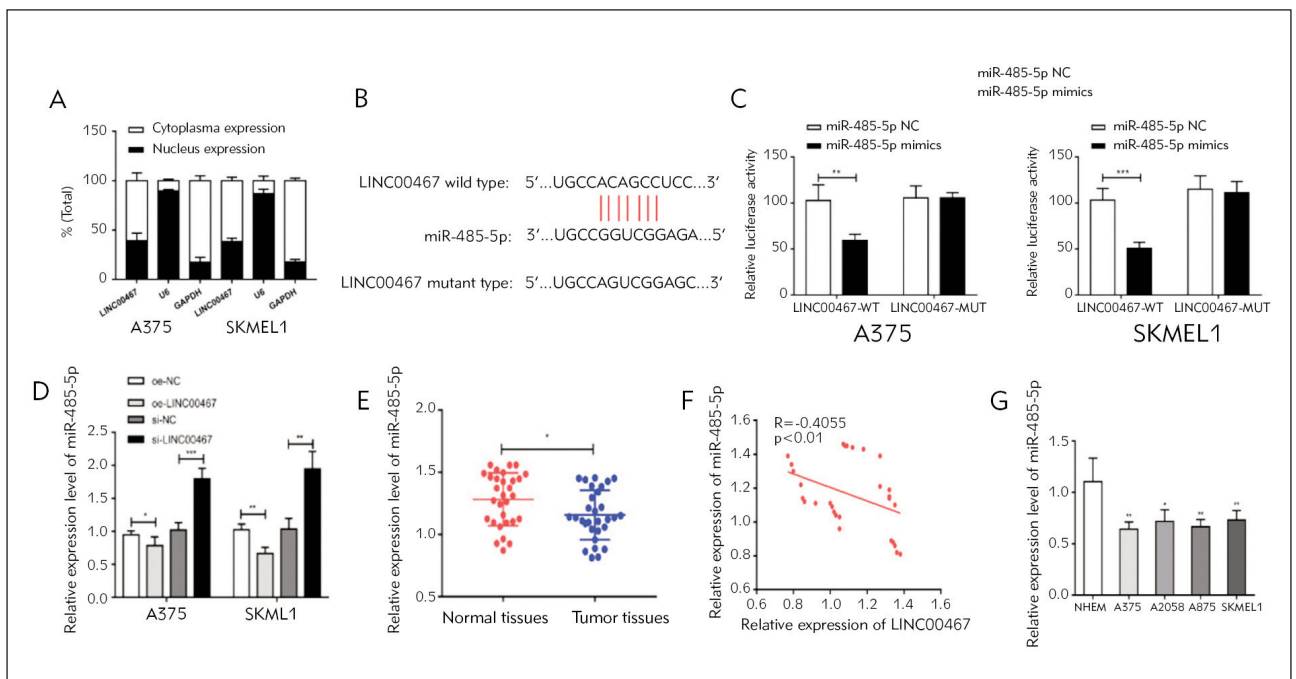 A
Cytoplasma expression
Nucleus expression
% (Total)
150
100
50
0
LINC00467
U6
GAPDH
LINC00467
U6
GAPDH
A375
SKMEL1
B
LINC00467 wild type: 5‘...UGCCACAGCCUCC...3‘
miR-485-5p: 3‘...UGCCGGUCGGAGA...5‘
LINC00467 mutant type: 5‘...UGCCAGUCGGAGC...3‘
miR-485-5p NC
miR-485-5p mimics
C
miR-485-5p NC
miR-485-5p mimics
Relative luciferase activity
150
100
50
0
**
LINC00467-WT
LINC00467-MUT
A375
miR-485-5p NC
miR-485-5p mimics
Relative luciferase activity
150
100
50
0
***
LINC00467-WT
LINC00467-MUT
SKMEL1
D
oe-NC
oe-LINC00467
si-NC
si-LINC00467
Relative expression level of miR-485-5p
2.5
2.0
1.5
1.0
0.5
0.0
*
***
**
**
A375
SKML1
E
Relative expression level of miR-485-5p
2.0
1.5
1.0
0.5
*
Normal tissues
Tumor tissues
F
Relative expression level of miR-485-5p
R=-0.4055
p<0.01
1.6
1.4
1.2
1.0
0.8
0.6
0.6
0.8
1.0
1.2
1.4
1.6
Relative expression of LINC00467
G
Relative expression level of miR-485-5p
1.5
1.0
0.5
0.0
**
*
**
**
NHEM
A375
A2058
A875
SKMEL1